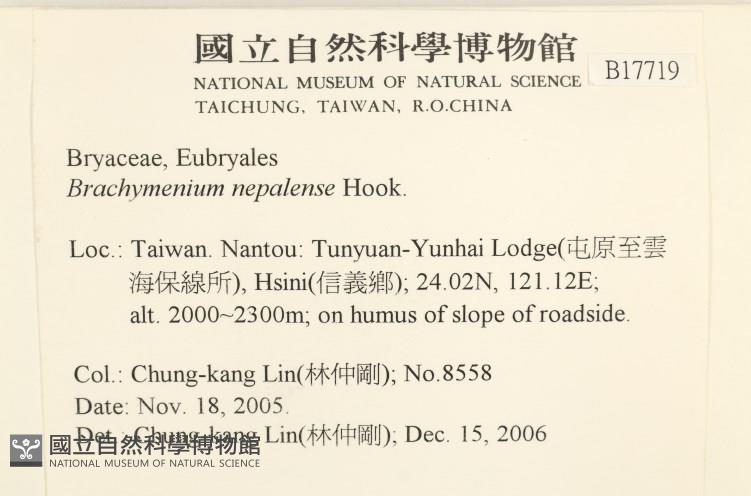 國立自然科學博物館
NATIONAL MUSEUM OF NATURAL SCIENCE
B17719
TAICHUNG, TAIWAN, R.O.CHINA
Bryaceae, Eubryales
Brachymenium nepalense Hook.
Loc.: Taiwan. Nantou: Tunyuan-Yunhai Lodge(屯原至雲
海保線所), Hsini(信義鄉); 24.02N, 121.12E;
alt. 2000~2300m; on humus of slope of roadside.
Col.: Chung-kang Lin(林仲剛); No.8558
Date: Nov. 18, 2005.
Det.: Chung-kang Lin(林仲剛); Dec. 15, 2006
國立自然科學博物館
NATIONAL MUSEUM OF NATURAL SCIENCE